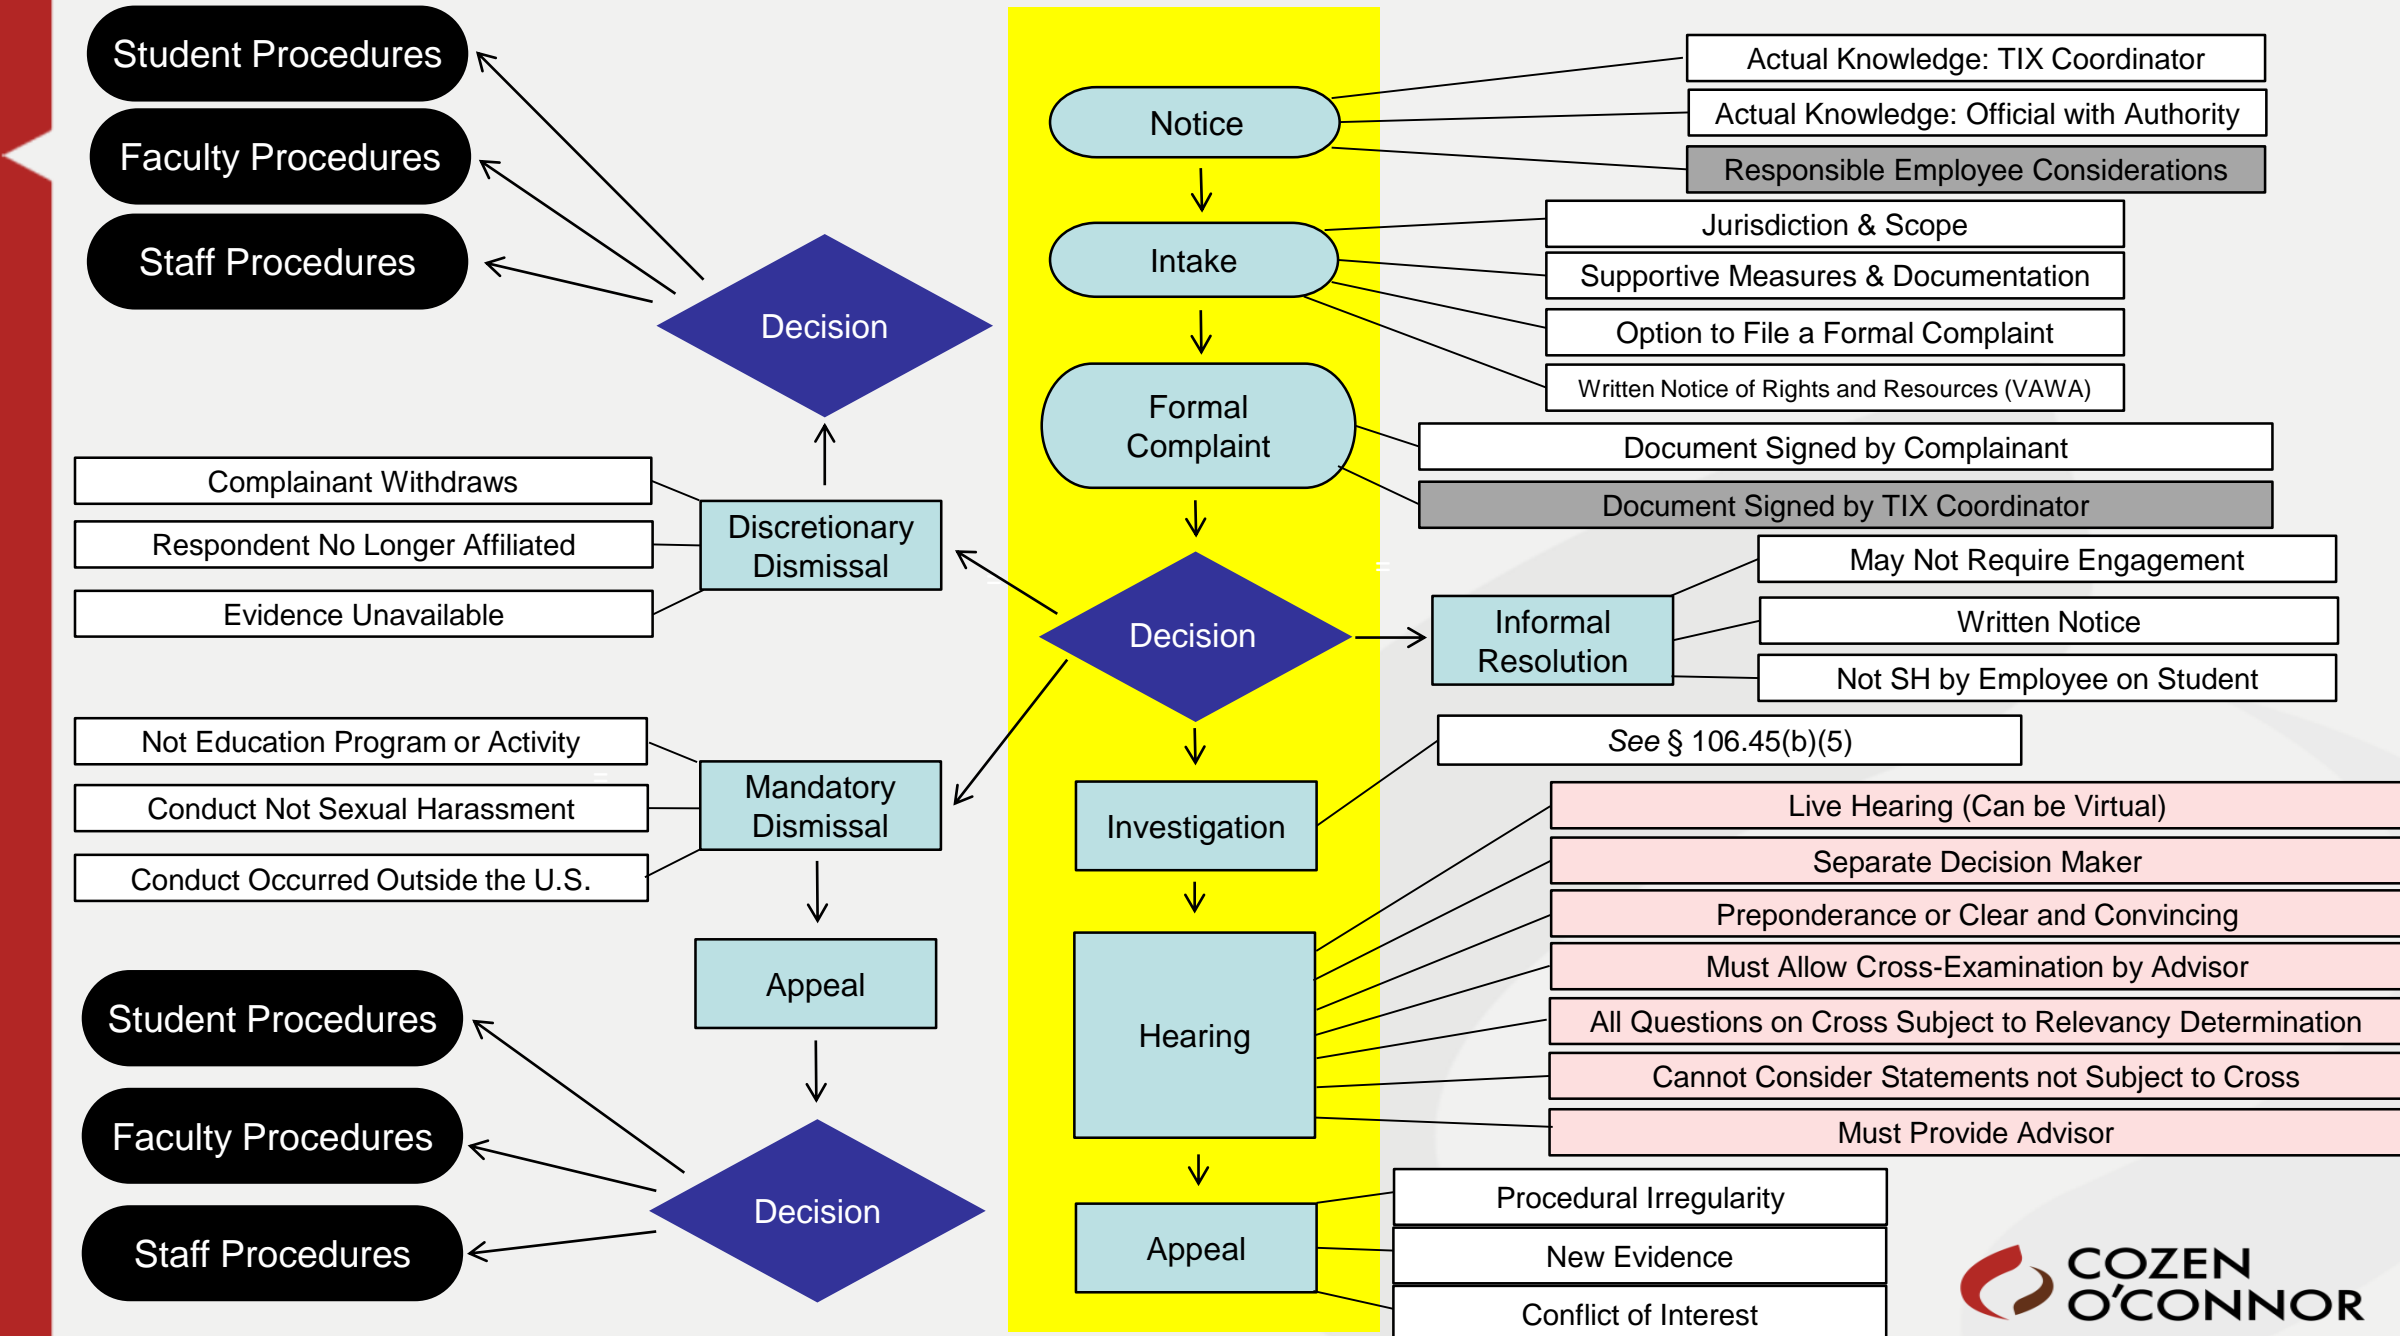 Student Procedures
Faculty Procedures
Staff Procedures
Decision
Complainant Withdraws
Respondent No Longer Affiliated
Evidence Unavailable
Discretionary
Dismissal
Not Education Program or Activity
Conduct Not Sexual Harassment
Conduct Occurred Outside the U.S.
Mandatory
Dismissal
Appeal
Student Procedures
Faculty Procedures
Staff Procedures
Decision
Notice
Intake
Formal
Complaint
Decision
Investigation
Hearing
Appeal
Actual Knowledge: TIX Coordinator
Actual Knowledge: Official with Authority
Responsible Employee Considerations
Jurisdiction & Scope
Supportive Measures & Documentation
Option to File a Formal Complaint
Written Notice of Rights and Resources (VAWA)
Document Signed by Complainant
Document Signed by TIX Coordinator
Informal
Resolution
May Not Require Engagement
Written Notice
Not SH by Employee on Student
See § 106.45(b)(5)
Live Hearing (Can be Virtual)
Separate Decision Maker
Preponderance or Clear and Convincing
Must Allow Cross-Examination by Advisor
All Questions on Cross Subject to Relevancy Determination
Cannot Consider Statements not Subject to Cross
Must Provide Advisor
Procedural Irregularity
New Evidence
Conflict of Interest
=
=
=
COZEN
O'CONNOR